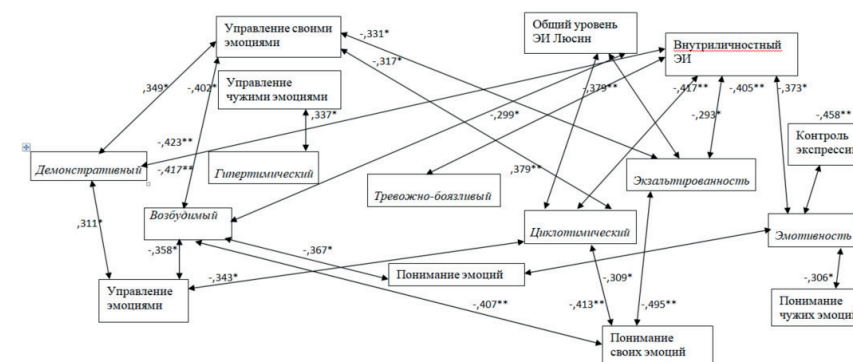 Управление своими
эмоциями
-,331*
Общий уровень
ЭИ Люсин
Внутриличностный
ЭИ
-,317*
,349*
-,402*
Управление
чужими эмоциями
-,379**
-,417**
-,405**
-,373*
,337*
-,299*
-,293*
-,458**
Контроль
экспрессии
-,423**
-,417**
Демонстративный
Гипертимический
,379**
Тревожно-боязливый
Экзальтированность
,311*
Возбудимый
Циклотимический
Эмотивность
-,358*
-,367*
-,343*
Понимание эмоций
-,309*
-,306*
Управление
эмоциями
-,407**
-,413**
-,495**
Понимание
чужих эмоций
Понимание
своих эмоций